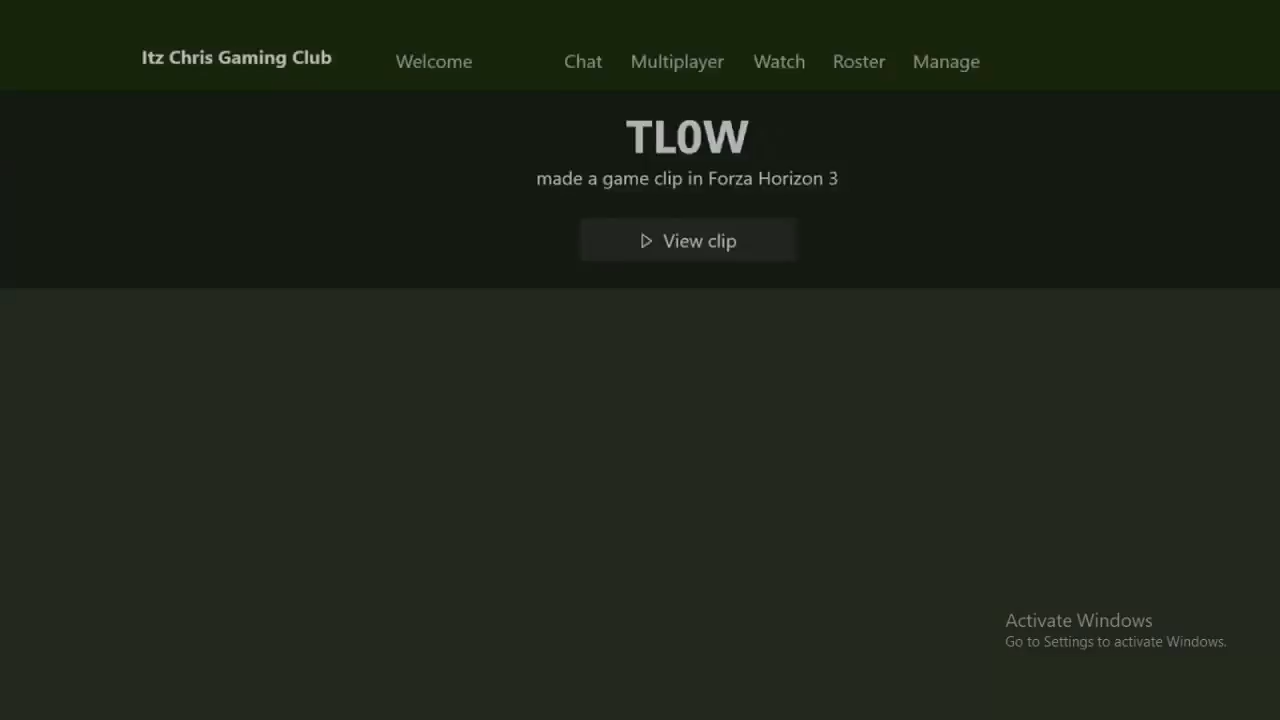 Itz Chris Gaming Club Welcome Chat Multiplayer Watch Roster Manage
TL0W
made a game clip in Forza Horizon 3
View clip
Activate Windows
Go to Settings to activate Windows.